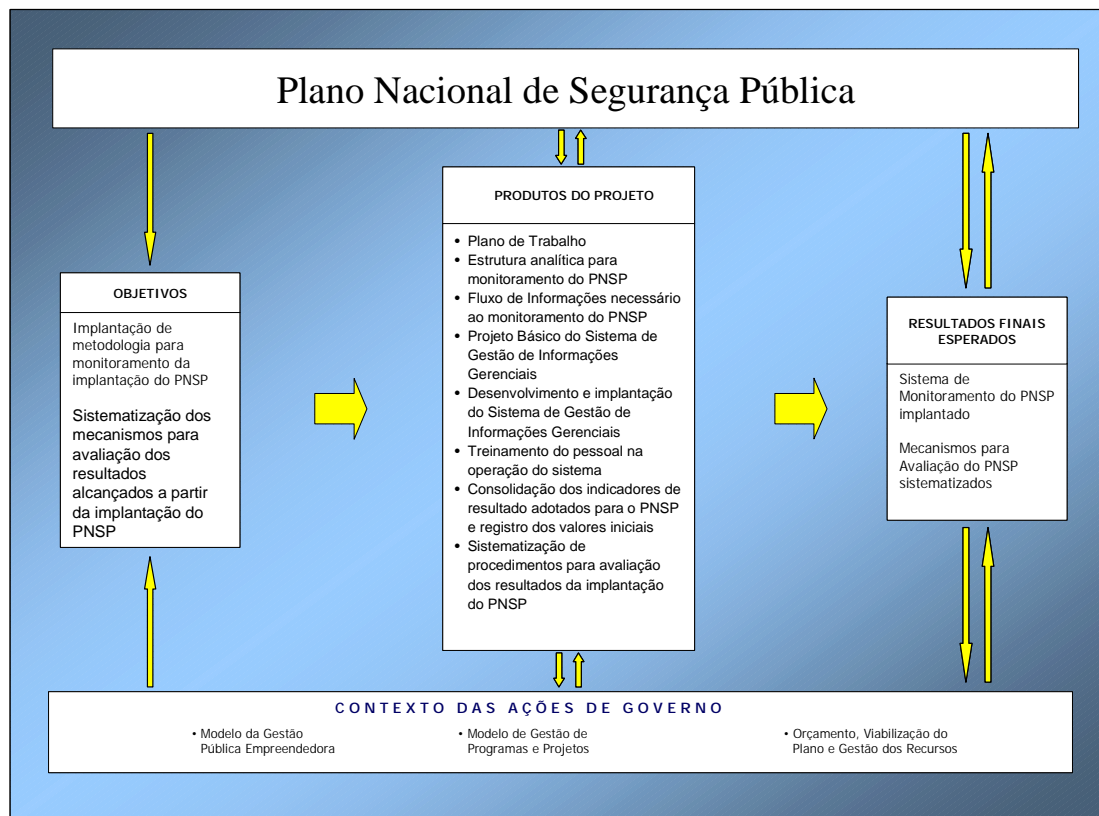 Plano Nacional de Segurança Pública
OBJETIVOS
Implantação de
metodologia para
monitoramento da
implantação do PNSP
Sistematização dos
mecanismos para
avaliação dos
resultados
alcançados a partir
da implantação do
PNSP
PRODUTOS DO PROJETO
• Plano de Trabalho
• Estrutura analítica para
monitoramento do PNSP
• Fluxo de Informações necessário
ao monitoramento do PNSP
• Projeto Básico do Sistema de
Gestão de Informações
Gerenciais
• Desenvolvimento e implantação
do Sistema de Gestão de
Informações Gerenciais
• Treinamento do pessoal na
operação do sistema
• Consolidação dos indicadores de
resultado adotados para o PNSP
e registro dos valores iniciais
• Sistematização de
procedimentos para avaliação
dos resultados da implantação
do PNSP
RESULTADOS FINAIS
ESPERADOS
Sistema de
Monitoramento do PNSP
implantado
Mecanismos para
Avaliação do PNSP
sistematizados
CONTEXTO DAS AÇÕES DE GOVERNO
• Modelo da Gestão
Pública Empreendedora
• Modelo de Gestão de
Programas e Projetos
• Orçamento, Viabilização do
Plano e Gestão dos Recursos